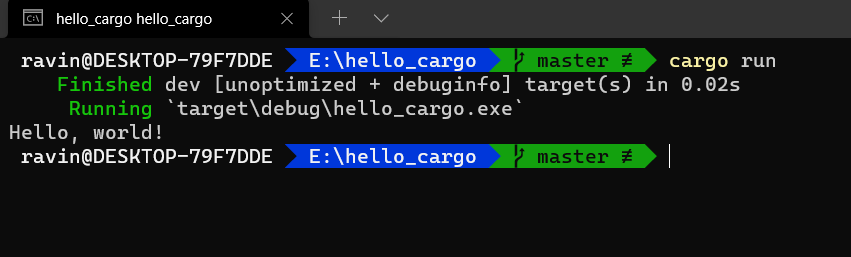 hello_cargo hello_cargo
ravin@DESKTOP-79F7DDE E:\hello_cargo master ≢ cargo run
Finished dev [unoptimized + debuginfo] target(s) in 0.02s
Running `target\debug\hello_cargo.exe`
Hello, world!
ravin@DESKTOP-79F7DDE E:\hello_cargo master ≢